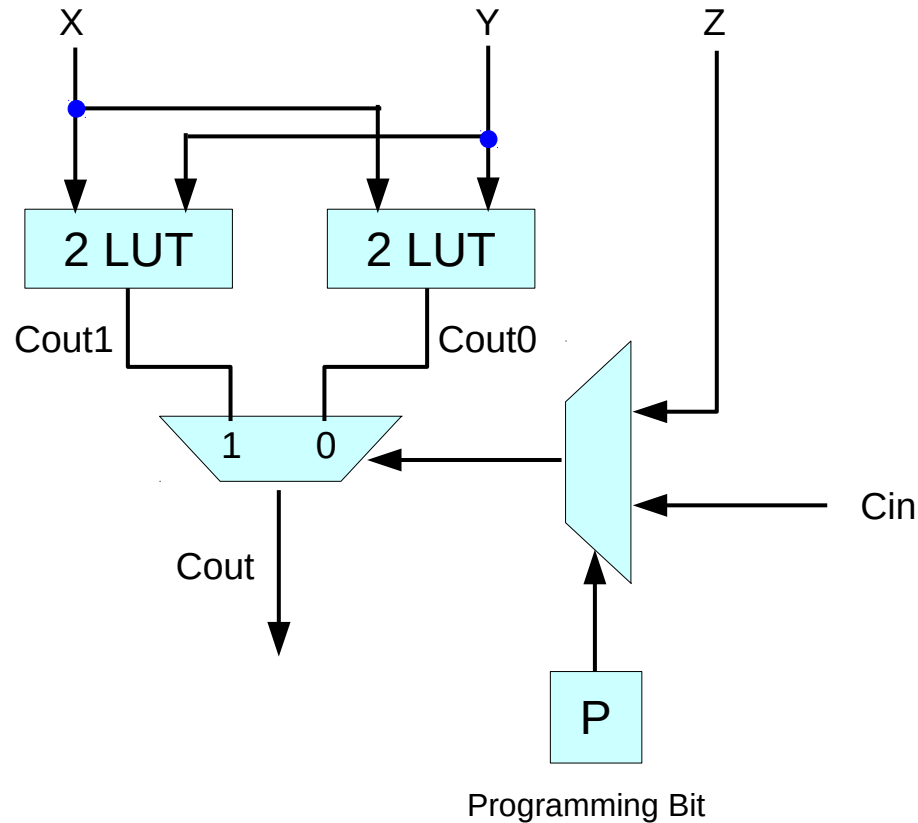 X
Y
Z
2 LUT
2 LUT
Cout1
Cout0
1
0
Cin
Cout
P
Programming Bit